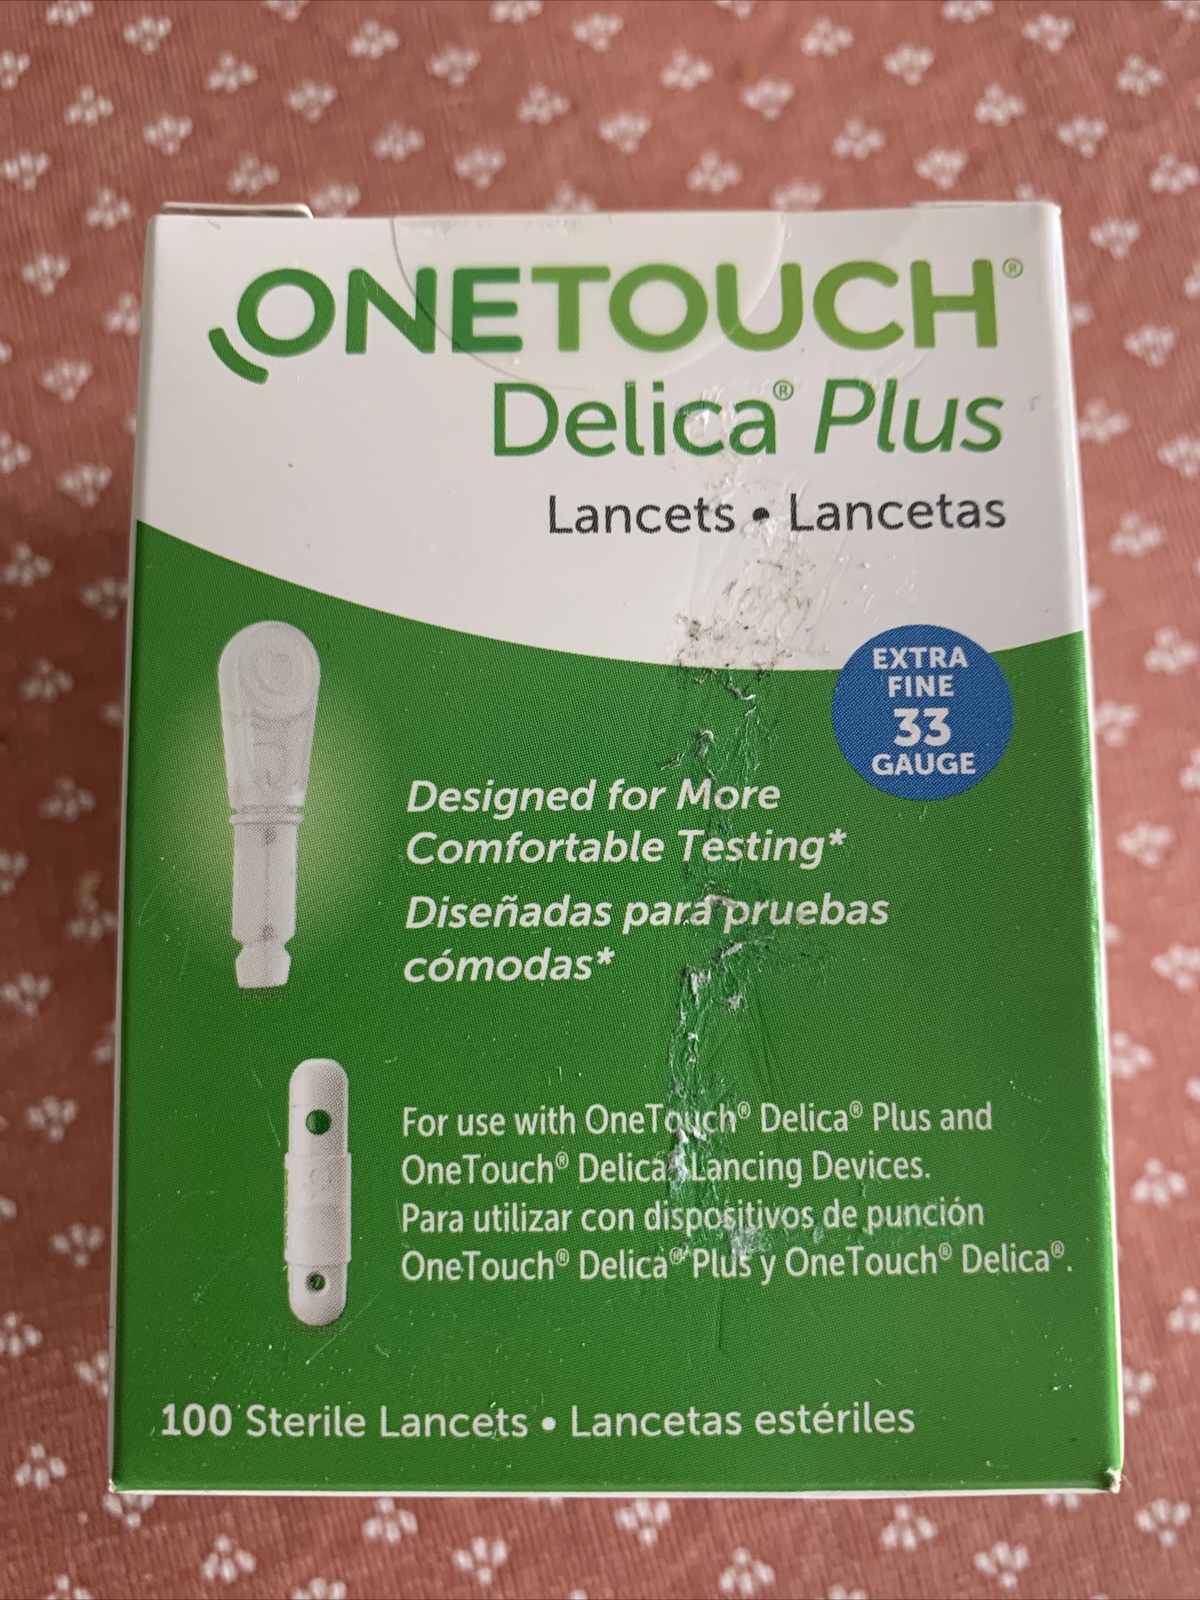 ONETOUCH®
Delica® Plus
Lancets • Lancetas
EXTRA
FINE
33
GAUGE
Designed for More
Comfortable Testing*
Diseñadas para pruebas
cómodas*
For use with OneTouch® Delica® Plus and
OneTouch® Delica® Lancing Devices.
Para utilizar con dispositivos de punción
OneTouch® Delica® Plus y OneTouch® Delica®.
100 Sterile Lancets • Lancetas estériles